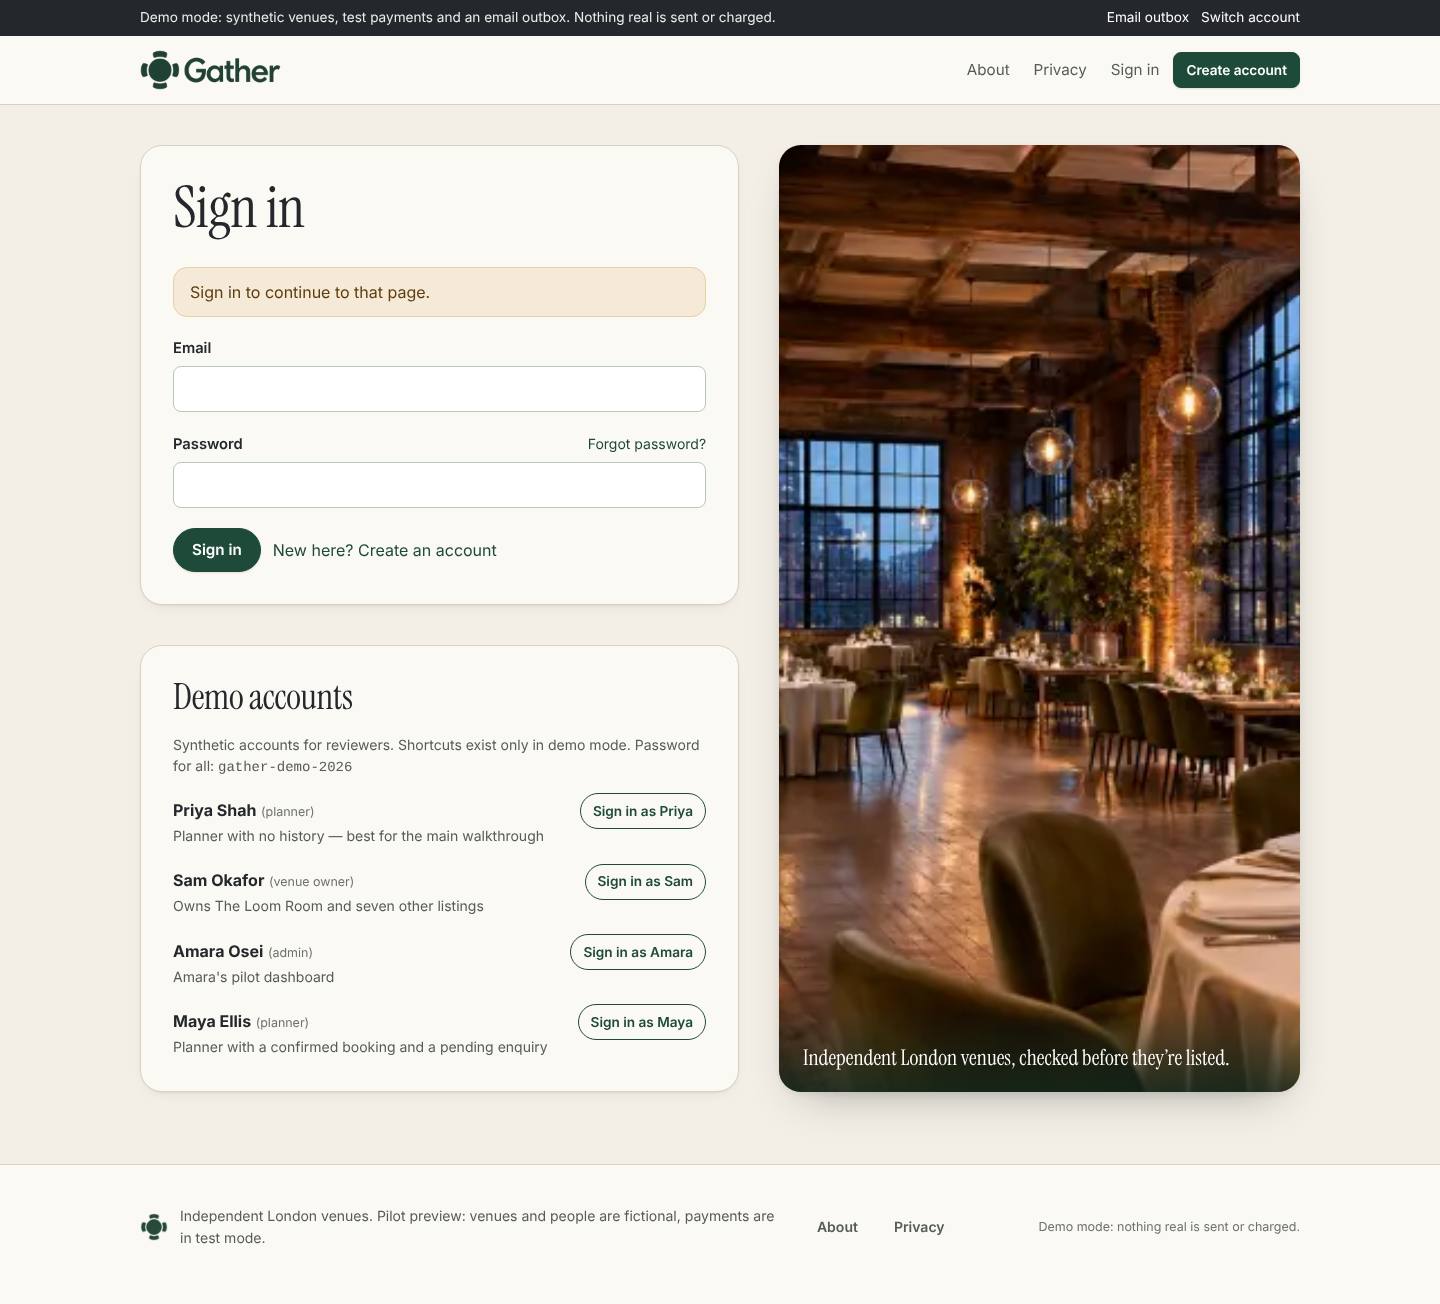 Demo mode: synthetic venues, test payments and an email outbox. Nothing real is sent or charged.
Email outbox Switch account
Gather
About Privacy Sign in Create account
Sign in
Sign in to continue to that page.
Email
Password Forgot password?
Sign in New here? Create an account
Demo accounts
Synthetic accounts for reviewers. Shortcuts exist only in demo mode. Password
for all: gather-demo-2026
Priya Shah (planner) Sign in as Priya
Planner with no history — best for the main walkthrough
Sam Okafor (venue owner) Sign in as Sam
Owns The Loom Room and seven other listings
Amara Osei (admin) Sign in as Amara
Amara's pilot dashboard
Maya Ellis (planner) Sign in as Maya
Planner with a confirmed booking and a pending enquiry
Independent London venues, checked before they’re listed.
Independent London venues. Pilot preview: venues and people are fictional, payments are
in test mode.
About Privacy
Demo mode: nothing real is sent or charged.